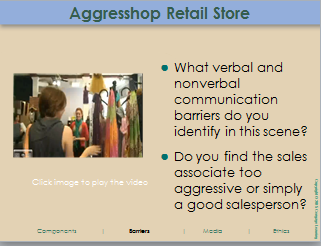 Aggresshop Retail Store
What verbal and
nonverbal
communication
barriers do you
identify in this scene?
Do you find the sales
associate too
aggressive or simply
a good salesperson?
Click image to play the video
Components | Barriers | Media | Ethics